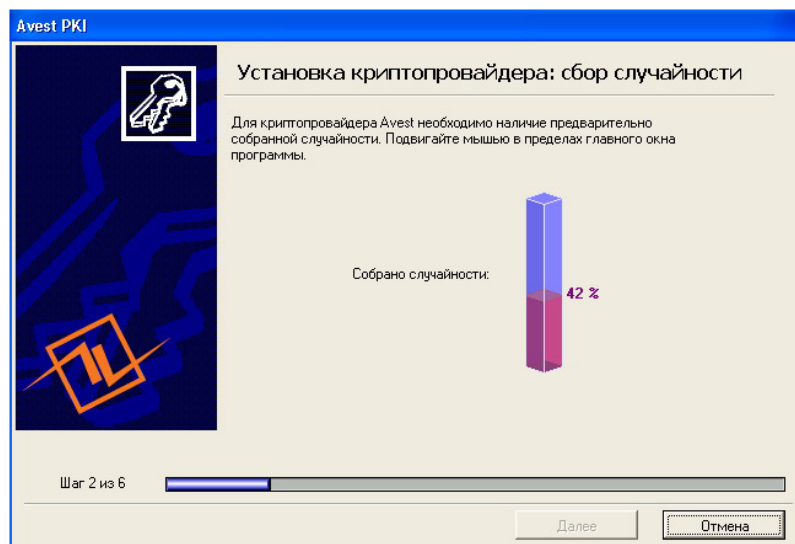 Avest PKI
Установка криптопровайдера: сбор случайности
Для криптопровайдера Avest необходимо наличие предварительно
собранной случайности. Подвигайте мышью в пределах главного окна
программы.
Собрано случайности:
42 %
Шаг 2 из 6
Далее
Отмена